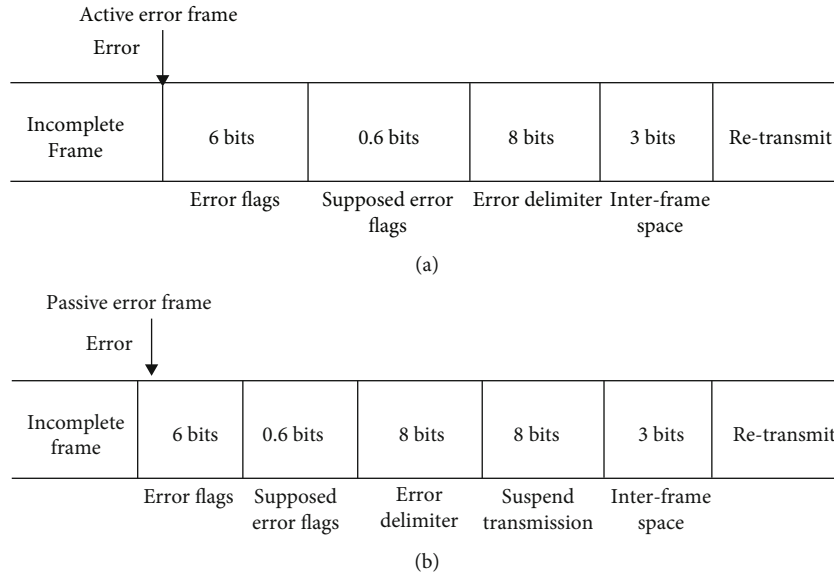 Active error frame
Error
Incomplete
Frame
6 bits
0.6 bits
8 bits
3 bits
Re-transmit
Error flags
Supposed error
flags
Error delimiter
Inter-frame
space
(a)
Passive error frame
Error
Incomplete
frame
6 bits
0.6 bits
8 bits
8 bits
3 bits
Re-transmit
Error flags
Supposed
error flags
Error
delimiter
Suspend
transmission
Inter-frame
space
(b)